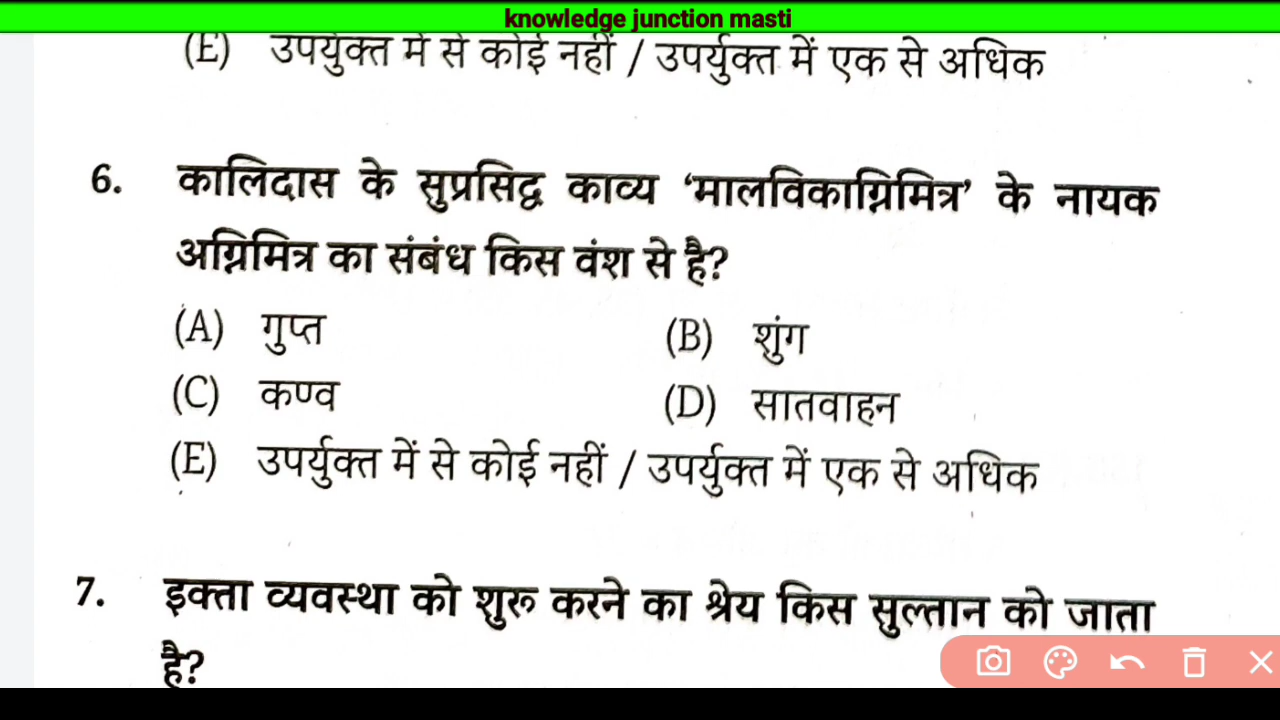 knowledge junction masti
(E) उपर्युक्त में से कोई नहीं / उपर्युक्त में एक से अधिक
6. कालिदास के सुप्रसिद्ध काव्य ‘मालविकाग्निमित्र’ के नायक
अग्निमित्र का संबंध किस वंश से है?
(A) गुप्त (B) शुंग
(C) कण्व (D) सातवाहन
(E) उपर्युक्त में से कोई नहीं / उपर्युक्त में एक से अधिक
7. इक्ता व्यवस्था को शुरू करने का श्रेय किस सुल्तान को जाता
है?